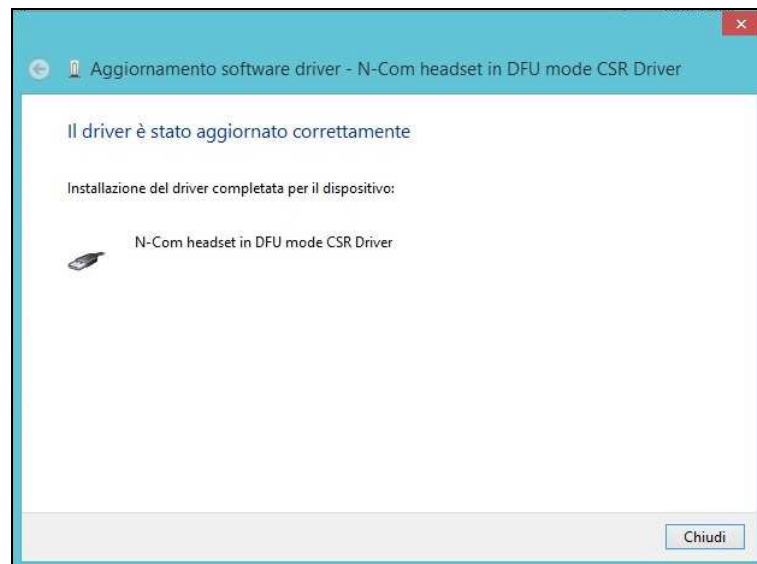 Aggiornamento software driver - N-Com headset in DFU mode CSR Driver
Il driver è stato aggiornato correttamente
Installazione del driver completata per il dispositivo:
N-Com headset in DFU mode CSR Driver
Chiudi